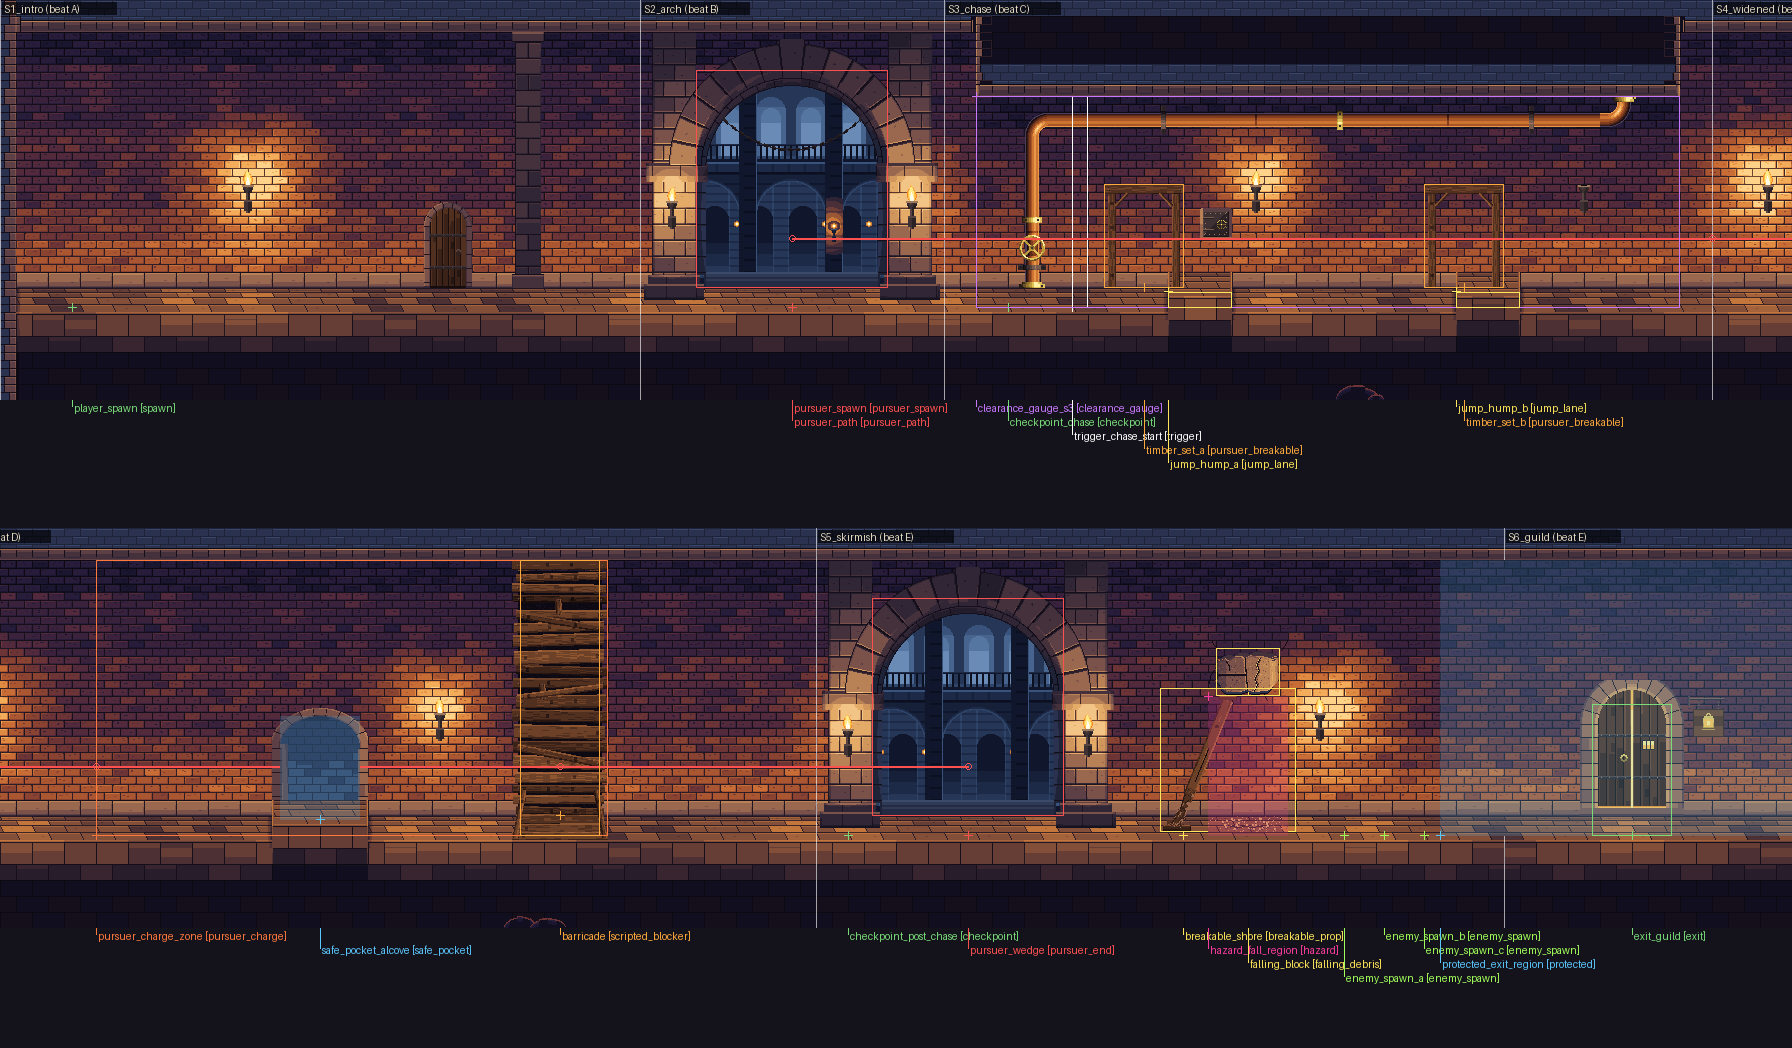 S1_intro (beat A)
S2_arch (beat B)
S3_chase (beat C)
S4_widened (be
player_spawn [spawn]
pursuer_spawn [pursuer_spawn]
pursuer_path [pursuer_path]
clearance_gauge_s3 [clearance_gauge]
checkpoint_chase [checkpoint]
trigger_chase_start [trigger]
timber_set_a [pursuer_breakable]
jump_hump_a [jump_lane]
jump_hump_b [jump_lane]
timber_set_b [pursuer_breakable]
at D)
S5_skirmish (beat E)
S6_guild (beat E)
pursuer_charge_zone [pursuer_charge]
safe_pocket_alcove [safe_pocket]
barricade [scripted_blocker]
checkpoint_post_chase [checkpoint]
pursuer_wedge [pursuer_end]
breakable_shore [breakable_prop]
hazard_fall_region [hazard]
falling_block [falling_debris]
enemy_spawn_a [enemy_spawn]
enemy_spawn_b [enemy_spawn]
enemy_spawn_c [enemy_spawn]
protected_exit_region [protected]
exit_guild [exit]